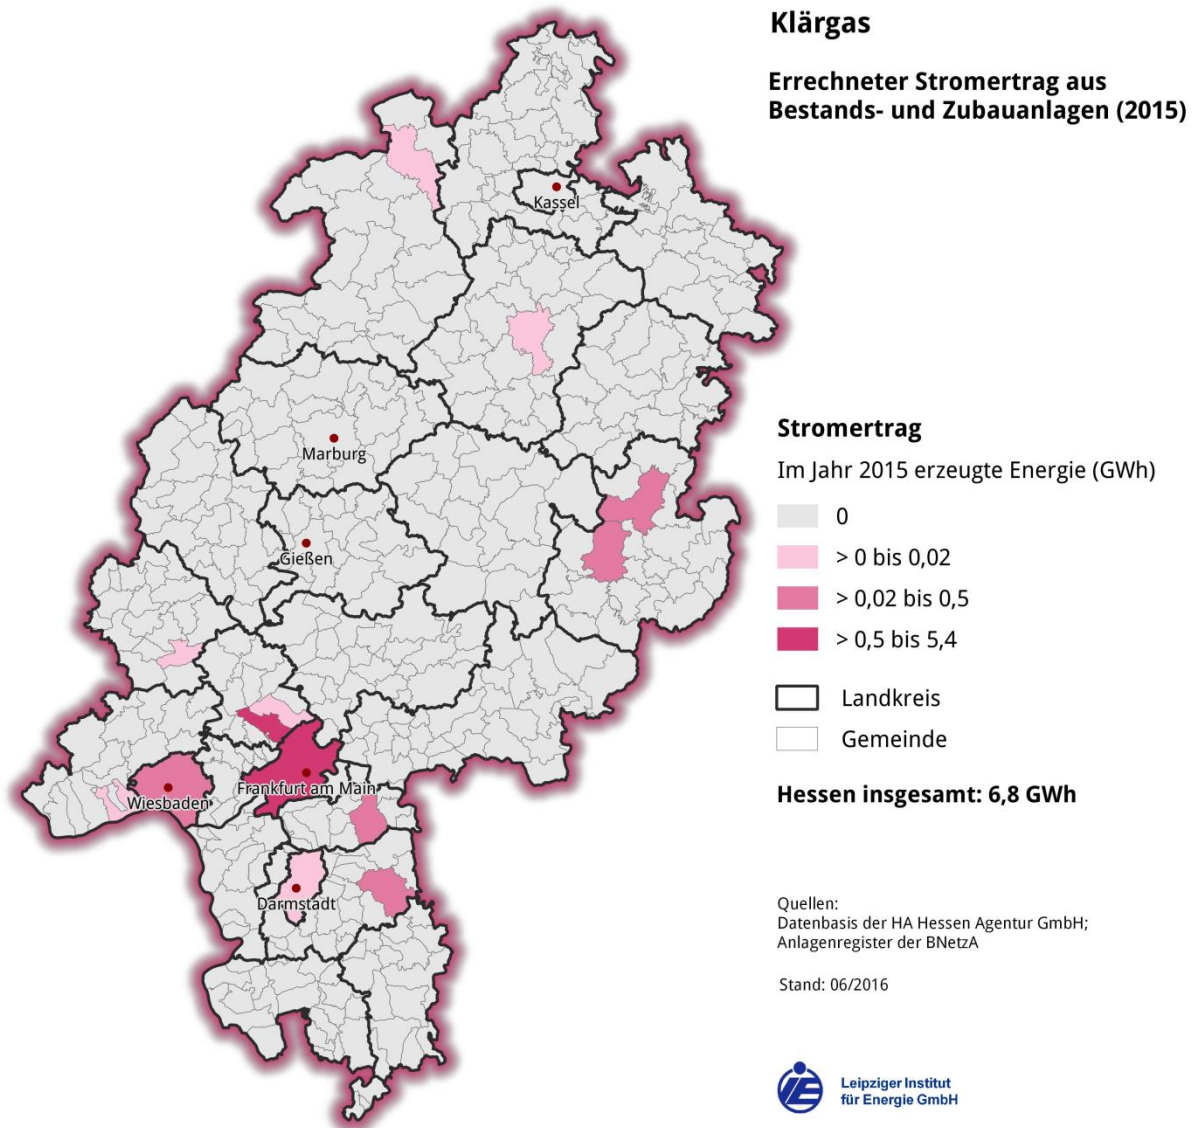 Klärgas
Errechneter Stromertrag aus
Bestands- und Zubauanlagen (2015)
Kassel
Marburg
Gießen
Wiesbaden
Frankfurt am Main
Darmstadt
Stromertrag
Im Jahr 2015 erzeugte Energie (GWh)
0
> 0 bis 0,02
> 0,02 bis 0,5
> 0,5 bis 5,4
Landkreis
Gemeinde
Hessen insgesamt: 6,8 GWh
Quellen:
Datenbasis der HA Hessen Agentur GmbH;
Anlagenregister der BNetzA
Stand: 06/2016
Leipziger Institut
für Energie GmbH